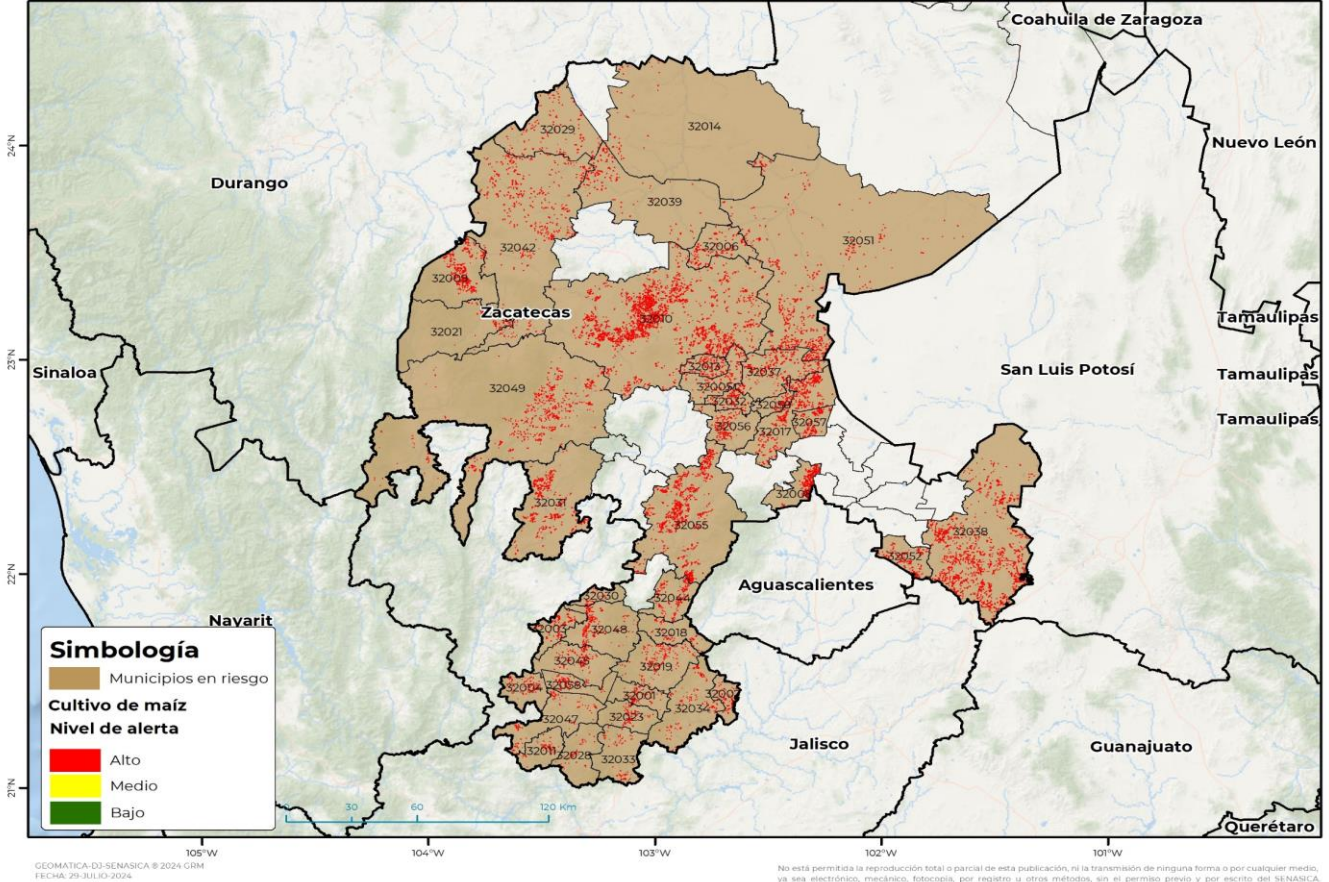 Coahuila de Zaragoza
Nuevo León
Durango
Tamaulipas
Tamaulipas
Tamaulipas
San Luis Potosí
Sinaloa
Zacatecas
Nayarit
Aguascalientes
Jalisco
Guanajuato
Querétaro
32029
32014
32039
32042
32006
32051
32009
32010
32021
32049
32013
32037
32032
32056
32017
32057
32031
32055
32038
32052
32030
32044
32003
32048
32018
32045
32019
32004
32001
32034
32047
32023
32011
32028
32033
24°N
23°N
22°N
21°N
105°W
104°W
103°W
102°W
101°W
Simbología
Municipios en riesgo
Cultivo de maíz
Nivel de alerta
Alto
Medio
Bajo
0 30 60 120 Km
GEOMATICA-DJ-SENASICA ® 2024 GRM
FECHA: 29-JULIO-2024
No está permitida la reproducción total o parcial de esta publicación, ni la transmisión de ninguna forma o por cualquier medio,
ya sea electrónico, mecánico, fotocopia, por registro u otros métodos, sin el permiso previo y por escrito del SENASICA.